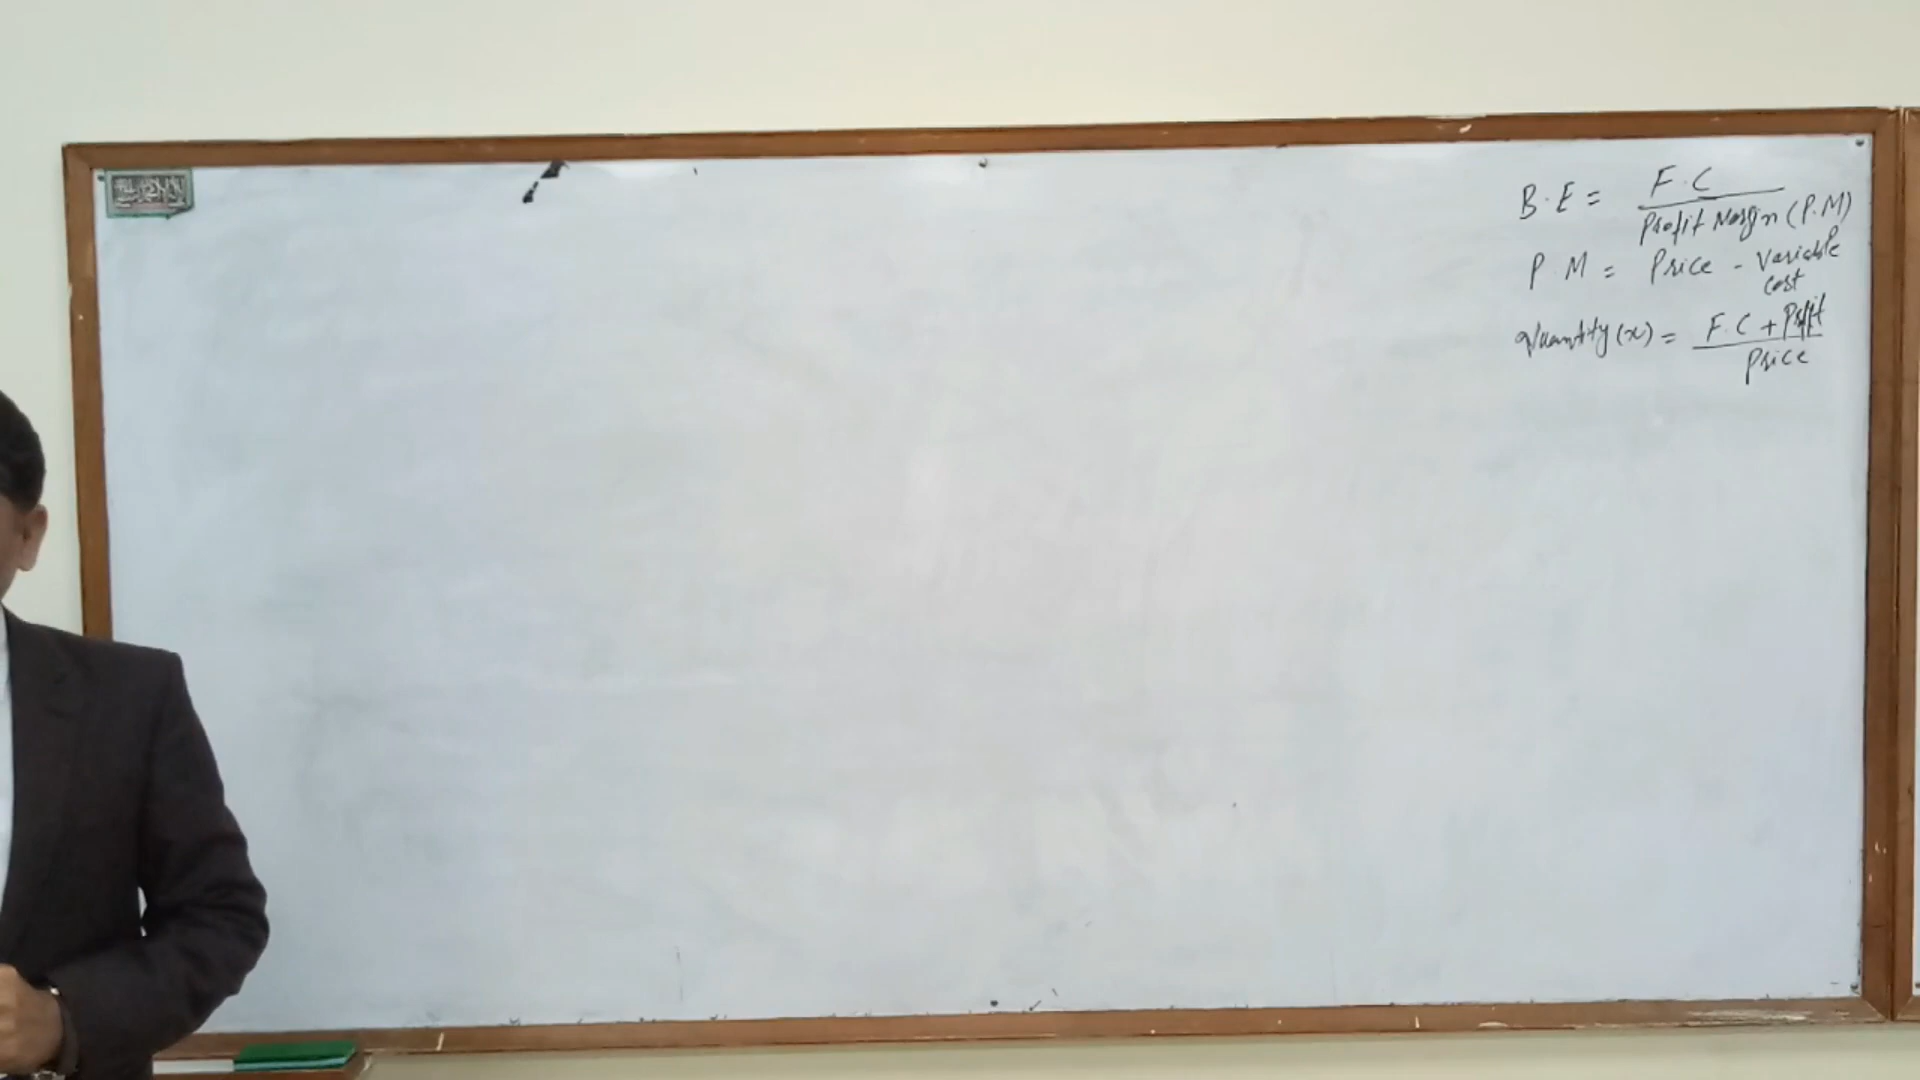 B.E = F.C / Profit Margin (P.M)
P.M = Price - Variable cost
Quantity (x) = F.C + Profit / Price